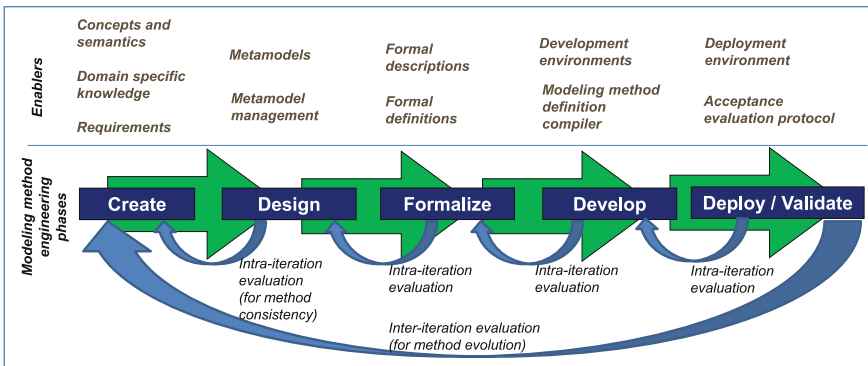 Enablers
Concepts and
semantics
Domain specific
knowledge
Requirements
Metamodels
Metamodel
management
Formal
descriptions
Formal
definitions
Development
environments
Modeling method
definition
compiler
Deployment
environment
Acceptance
evaluation protocol
Modeling method
engineering
phases
Create
Design
Formalize
Develop
Deploy / Validate
Intra-iteration
evaluation
(for method
consistency)
Intra-iteration
evaluation
Intra-iteration
evaluation
Intra-iteration
evaluation
Inter-iteration evaluation
(for method evolution)